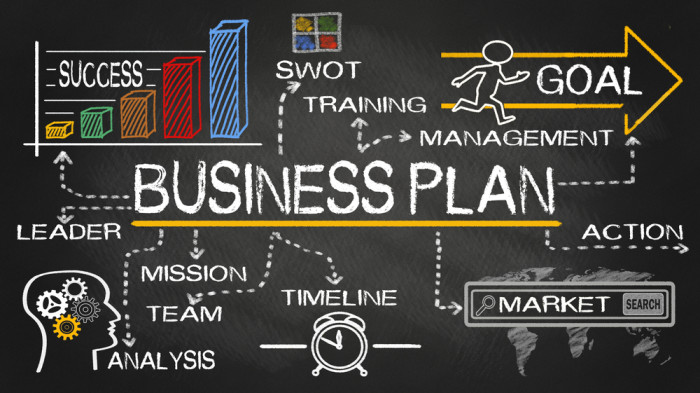 SUCCESS
SWOT
GOAL
TRAINING
MANAGEMENT
BUSINESS PLAN
LEADER
ACTION
MISSION
TEAM
TIMELINE
MARKET SEARCH
ANALYSIS